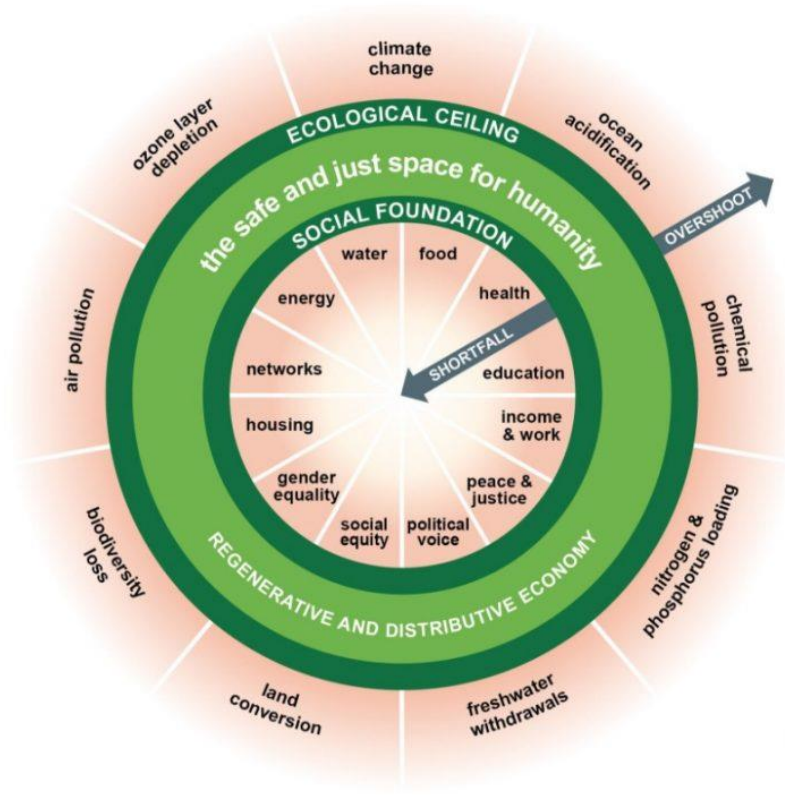 climate
change
ocean
acidification
chemical
pollution
nitrogen &
phosphorus loading
freshwater
withdrawals
land
conversion
biodiversity
loss
air pollution
ozone layer
depletion
OVERSHOOT
ECOLOGICAL CEILING
the safe and just space for humanity
SOCIAL FOUNDATION
water
food
health
SHORTFALL
education
income
& work
peace &
justice
political
voice
social
equity
gender
equality
housing
networks
energy
REGENERATIVE AND DISTRIBUTIVE ECONOMY